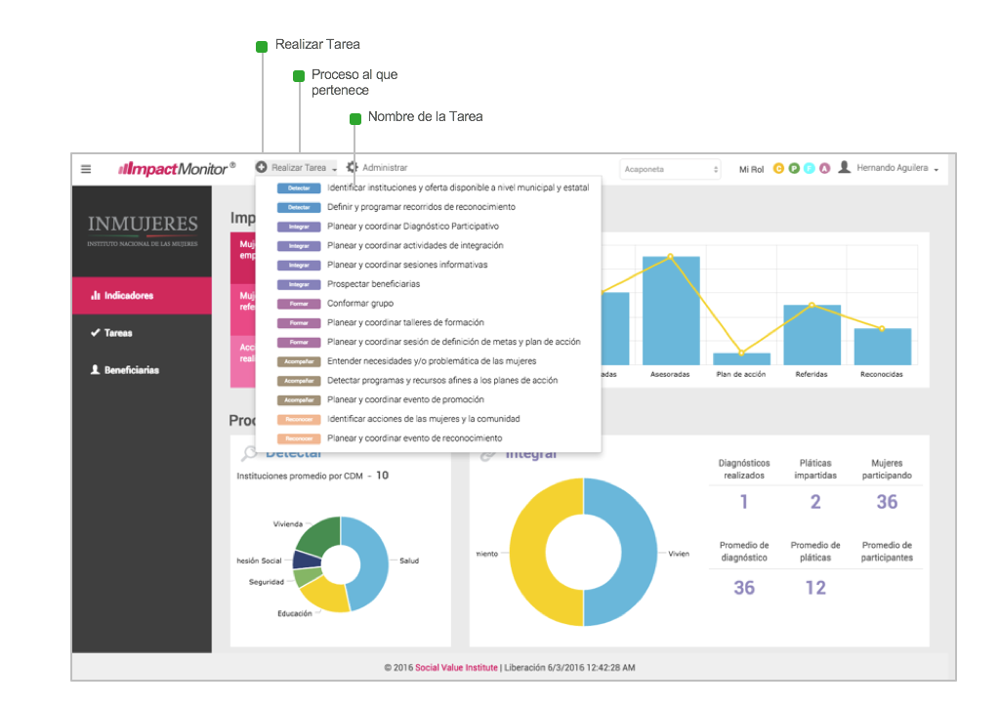 Realizar Tarea
Proceso al que
pertenece
Nombre de la Tarea
ImpactMonitor®
Realizar Tarea
Administrar
Acaponeta
Mi Rol
C P F A
Hernando Aguilera
INMUJERES
INSTITUTO NACIONAL DE LAS MUJERES
Indicadores
Tareas
Beneficiarias
Detectar Identificar instituciones y oferta disponible a nivel municipal y estatal
Detectar Definir y programar recorridos de reconocimiento
Integrar Planear y coordinar Diagnóstico Participativo
Integrar Planear y coordinar actividades de integración
Integrar Planear y coordinar sesiones informativas
Integrar Prospectar beneficiarias
Formar Conformar grupo
Formar Planear y coordinar talleres de formación
Formar Planear y coordinar sesión de definición de metas y plan de acción
Acompañar Entender necesidades y/o problemática de las mujeres
Acompañar Detectar programas y recursos afines a los planes de acción
Acompañar Planear y coordinar evento de promoción
Reconocer Identificar acciones de las mujeres y la comunidad
Reconocer Planear y coordinar evento de reconocimiento
Imp
Muj
emp
Muj
refe
Acc
reali
adas
Asesoradas
Plan de acción
Referidas
Reconocidas
Proc
Detectar
Instituciones promedio por CDM - 10
Vivienda
hesión Social
Seguridad
Educación
Salud
Integrar
miento
Vivien
Diagnósticos
realizados
1
Pláticas
impartidas
2
Mujeres
participando
36
Promedio de
diagnóstico
36
Promedio de
pláticas
12
Promedio de
participantes
© 2016 Social Value Institute | Liberación 6/3/2016 12:42:28 AM